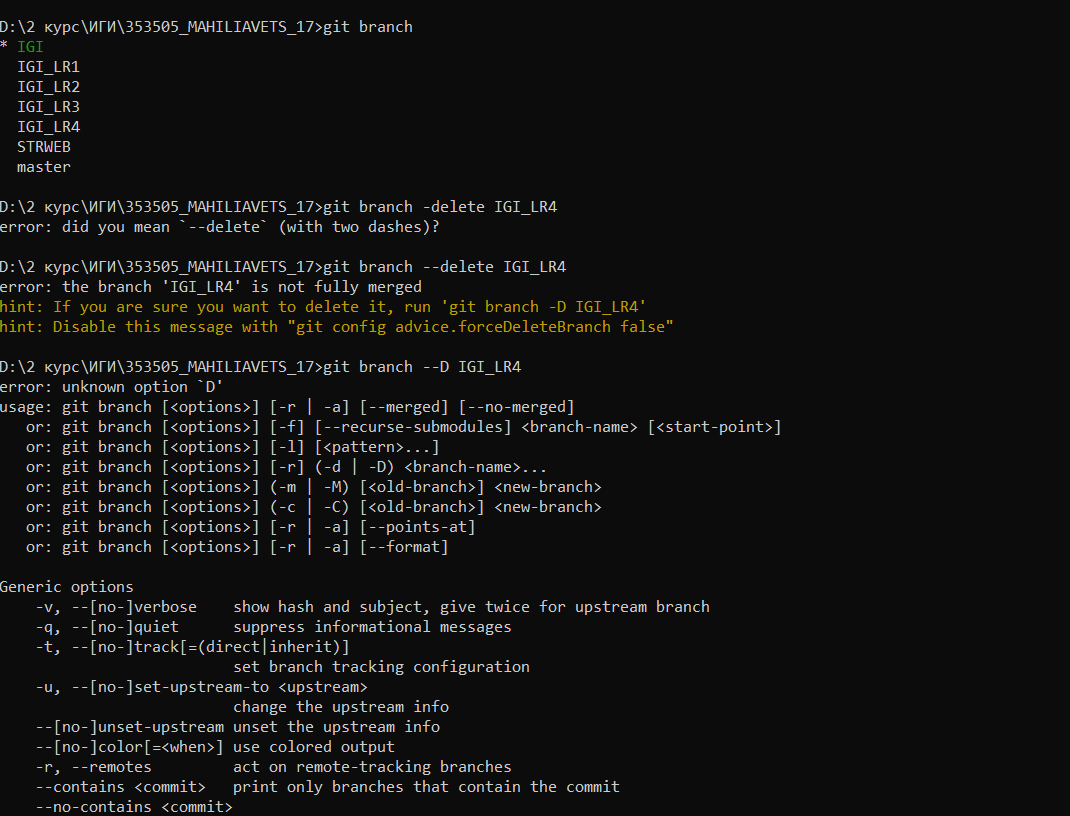 D:\2 курс\ИГИ\353505_MAHILIAVETS_17>git branch
* IGI
  IGI_LR1
  IGI_LR2
  IGI_LR3
  IGI_LR4
  STRWEB
  master

D:\2 курс\ИГИ\353505_MAHILIAVETS_17>git branch -delete IGI_LR4
error: did you mean `--delete` (with two dashes)?

D:\2 курс\ИГИ\353505_MAHILIAVETS_17>git branch --delete IGI_LR4
error: the branch 'IGI_LR4' is not fully merged
hint: If you are sure you want to delete it, run 'git branch -D IGI_LR4'
hint: Disable this message with "git config advice.forceDeleteBranch false"

D:\2 курс\ИГИ\353505_MAHILIAVETS_17>git branch --D IGI_LR4
error: unknown option `D'
usage: git branch [<options>] [-r | -a] [--merged] [--no-merged]
   or: git branch [<options>] [-f] [--recurse-submodules] <branch-name> [<start-point>]
   or: git branch [<options>] [-l] [<pattern>...]
   or: git branch [<options>] [-r] (-d | -D) <branch-name>...
   or: git branch [<options>] (-m | -M) [<old-branch>] <new-branch>
   or: git branch [<options>] (-c | -C) [<old-branch>] <new-branch>
   or: git branch [<options>] [-r | -a] [--points-at]
   or: git branch [<options>] [-r | -a] [--format]

Generic options
    -v, --[no-]verbose    show hash and subject, give twice for upstream branch
    -q, --[no-]quiet      suppress informational messages
    -t, --[no-]track[=(direct|inherit)]
                          set branch tracking configuration
    -u, --[no-]set-upstream-to <upstream>
                          change the upstream info
    --[no-]unset-upstream unset the upstream info
    --[no-]color[=<when>] use colored output
    -r, --remotes         act on remote-tracking branches
    --contains <commit>   print only branches that contain the commit
    --no-contains <commit>